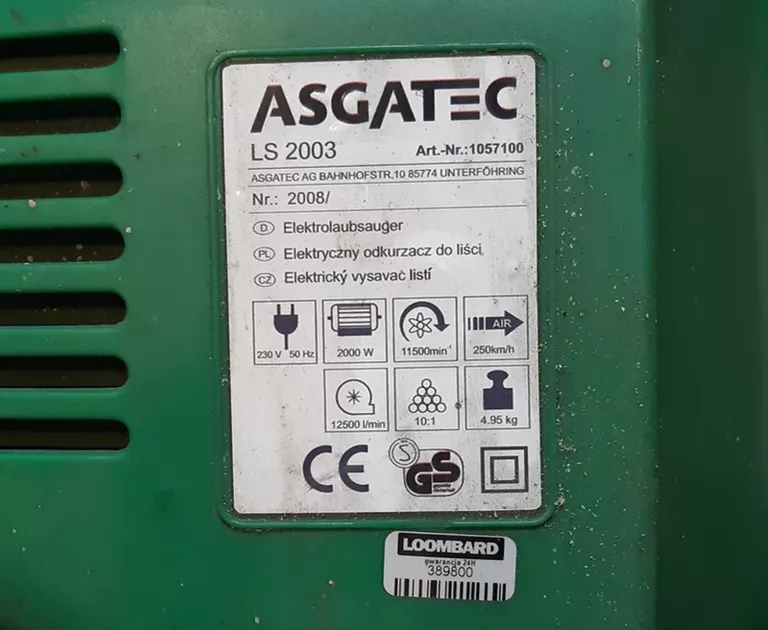 ASGATEC
LS 2003 Art.-Nr.:1057100
ASGATEC AG BAHNHOFSTR,10 85774 UNTERFÖHRING
Nr.: 2008/
D Elektrolaubsauger
PL Elektryczny odkurzacz do liści
CZ Elektrický vysavač listí
AIR
230 V 50 Hz 2000 W 11500min⁻¹ 250km/h
12500 l/min 10:1 4.95 kg
CE S GS
LOOMBARD
gwarancja 24H
389800